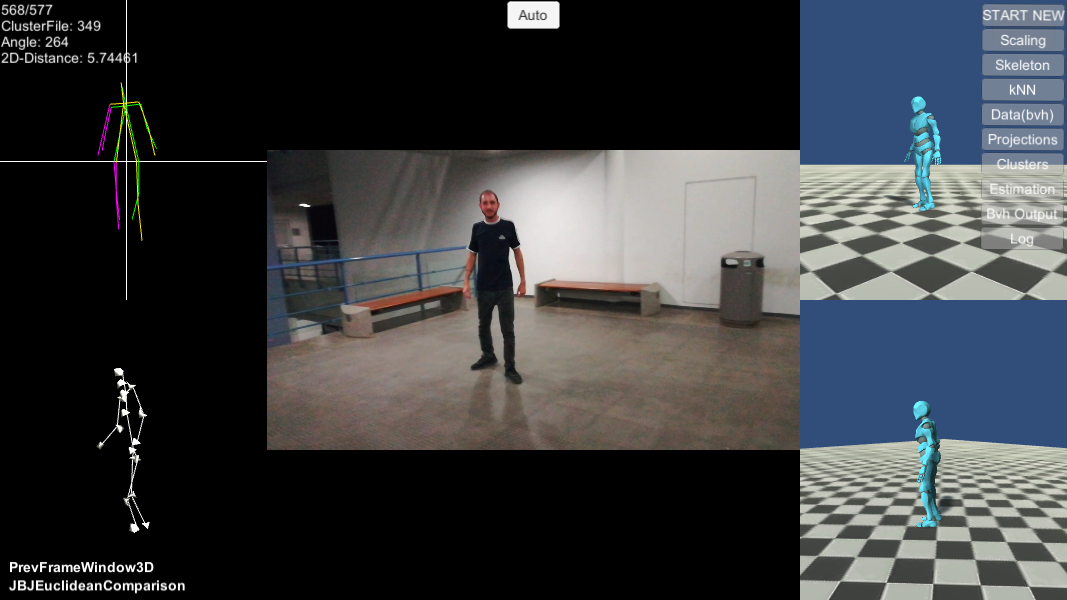 568/577
ClusterFile: 349
Angle: 264
2D-Distance: 5.74461
Auto
START NEW
Scaling
Skeleton
kNN
Data(bvh)
Projections
Clusters
Estimation
Bvh Output
Log
PrevFrameWindow3D
JBJEuclideanComparison